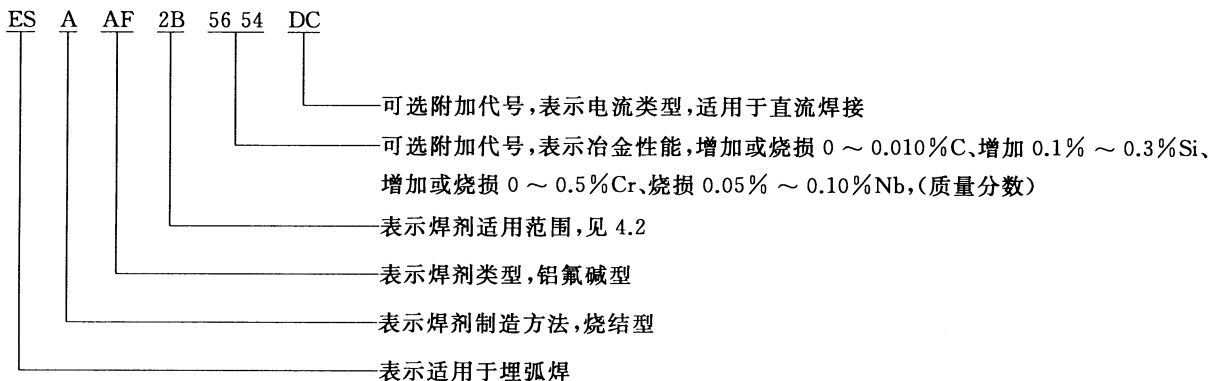 ES A AF 2B 56 54 DC
可选附加代号,表示电流类型,适用于直流焊接
可选附加代号,表示冶金性能,增加或烧损 0 ~ 0.010%C、增加 0.1% ~ 0.3%Si、
增加或烧损 0 ~ 0.5%Cr、烧损 0.05% ~ 0.10%Nb,(质量分数)
表示焊剂适用范围,见 4.2
表示焊剂类型,铝氟碱型
表示焊剂制造方法,烧结型
表示适用于埋弧焊